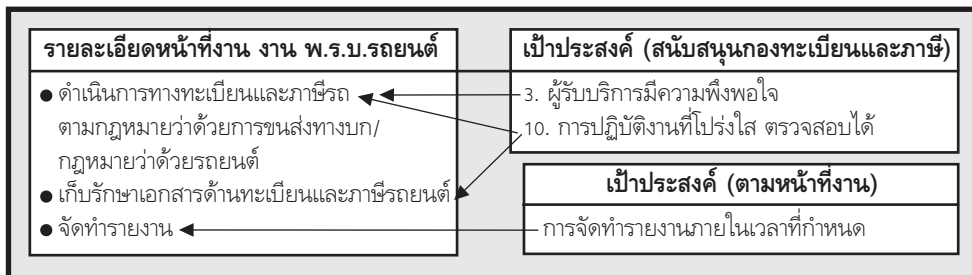 รายละเอียดหน้าที่งาน งาน พ.ร.บ.รถยนต์
● ดำเนินการทางทะเบียนและภาษีรถ
ตามกฎหมายว่าด้วยการขนส่งทางบก/
กฎหมายว่าด้วยรถยนต์
● เก็บรักษาเอกสารด้านทะเบียนและภาษีรถยนต์
● จัดทำรายงาน
เป้าประสงค์ (สนับสนุนกองทะเบียนและภาษี)
3. ผู้รับบริการมีความพึงพอใจ
10. การปฏิบัติงานที่โปร่งใส ตรวจสอบได้
เป้าประสงค์ (ตามหน้าที่งาน)
การจัดทำรายงานภายในเวลาที่กำหนด